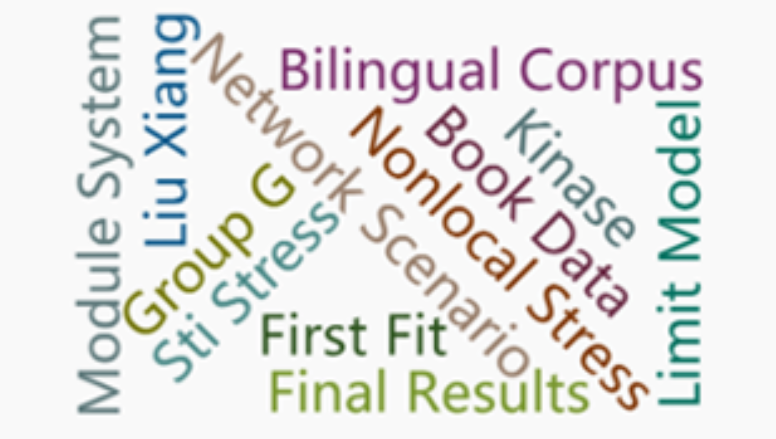 Module System
Liu Xiang
Network Scenario
Bilingual Corpus
Nonlocal Stress
Book Data
Kinase
Limit Model
Group G
Sti Stress
First Fit
Final Results